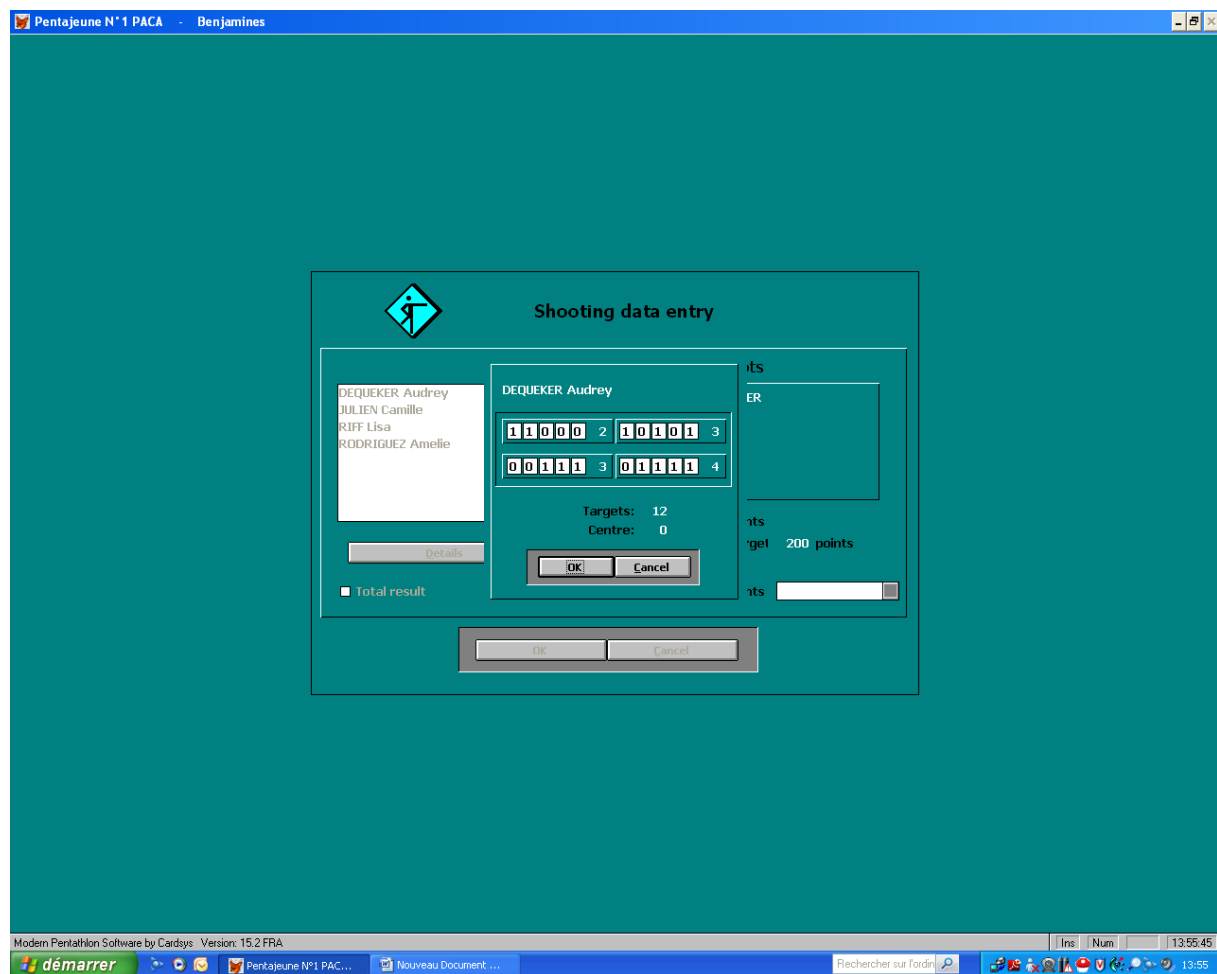 Pentajeune N°1 PACA - Benjamines
Shooting data entry
DEQUEKER Audrey
JULIEN Camille
RIFF Lisa
RODRIGUEZ Amelie
Details
Total result
DEQUEKER Audrey
1 1 0 0 0 2 1 0 1 0 1 3
0 0 1 1 1 3 0 1 1 1 1 4
Targets: 12
Centre: 0
OK Cancel
ER
200 points
OK Cancel
Modern Pentathlon Software by Cardsys Version: 15.2 FRA
Ins Num 13:55:45
démarrer Pentajeune N°1 PAC... Nouveau Document ... Rechercher sur l'ordin 13:55